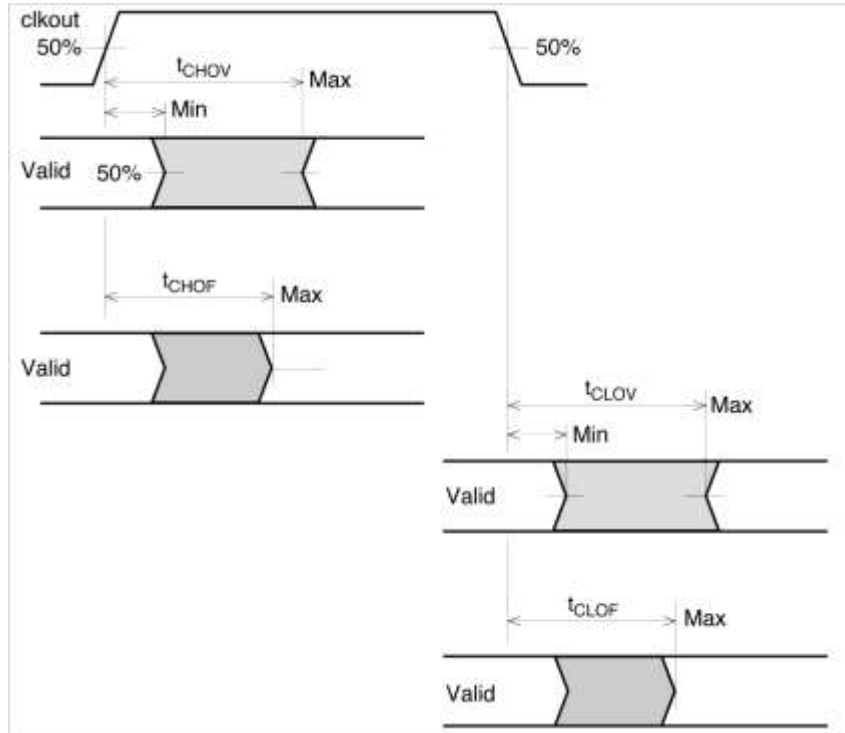 clkout
50%
50%
tCHOV
Max
Min
Valid
50%
tCHOF
Max
Valid
tCLOV
Max
Min
Valid
tCLOF
Max
Valid